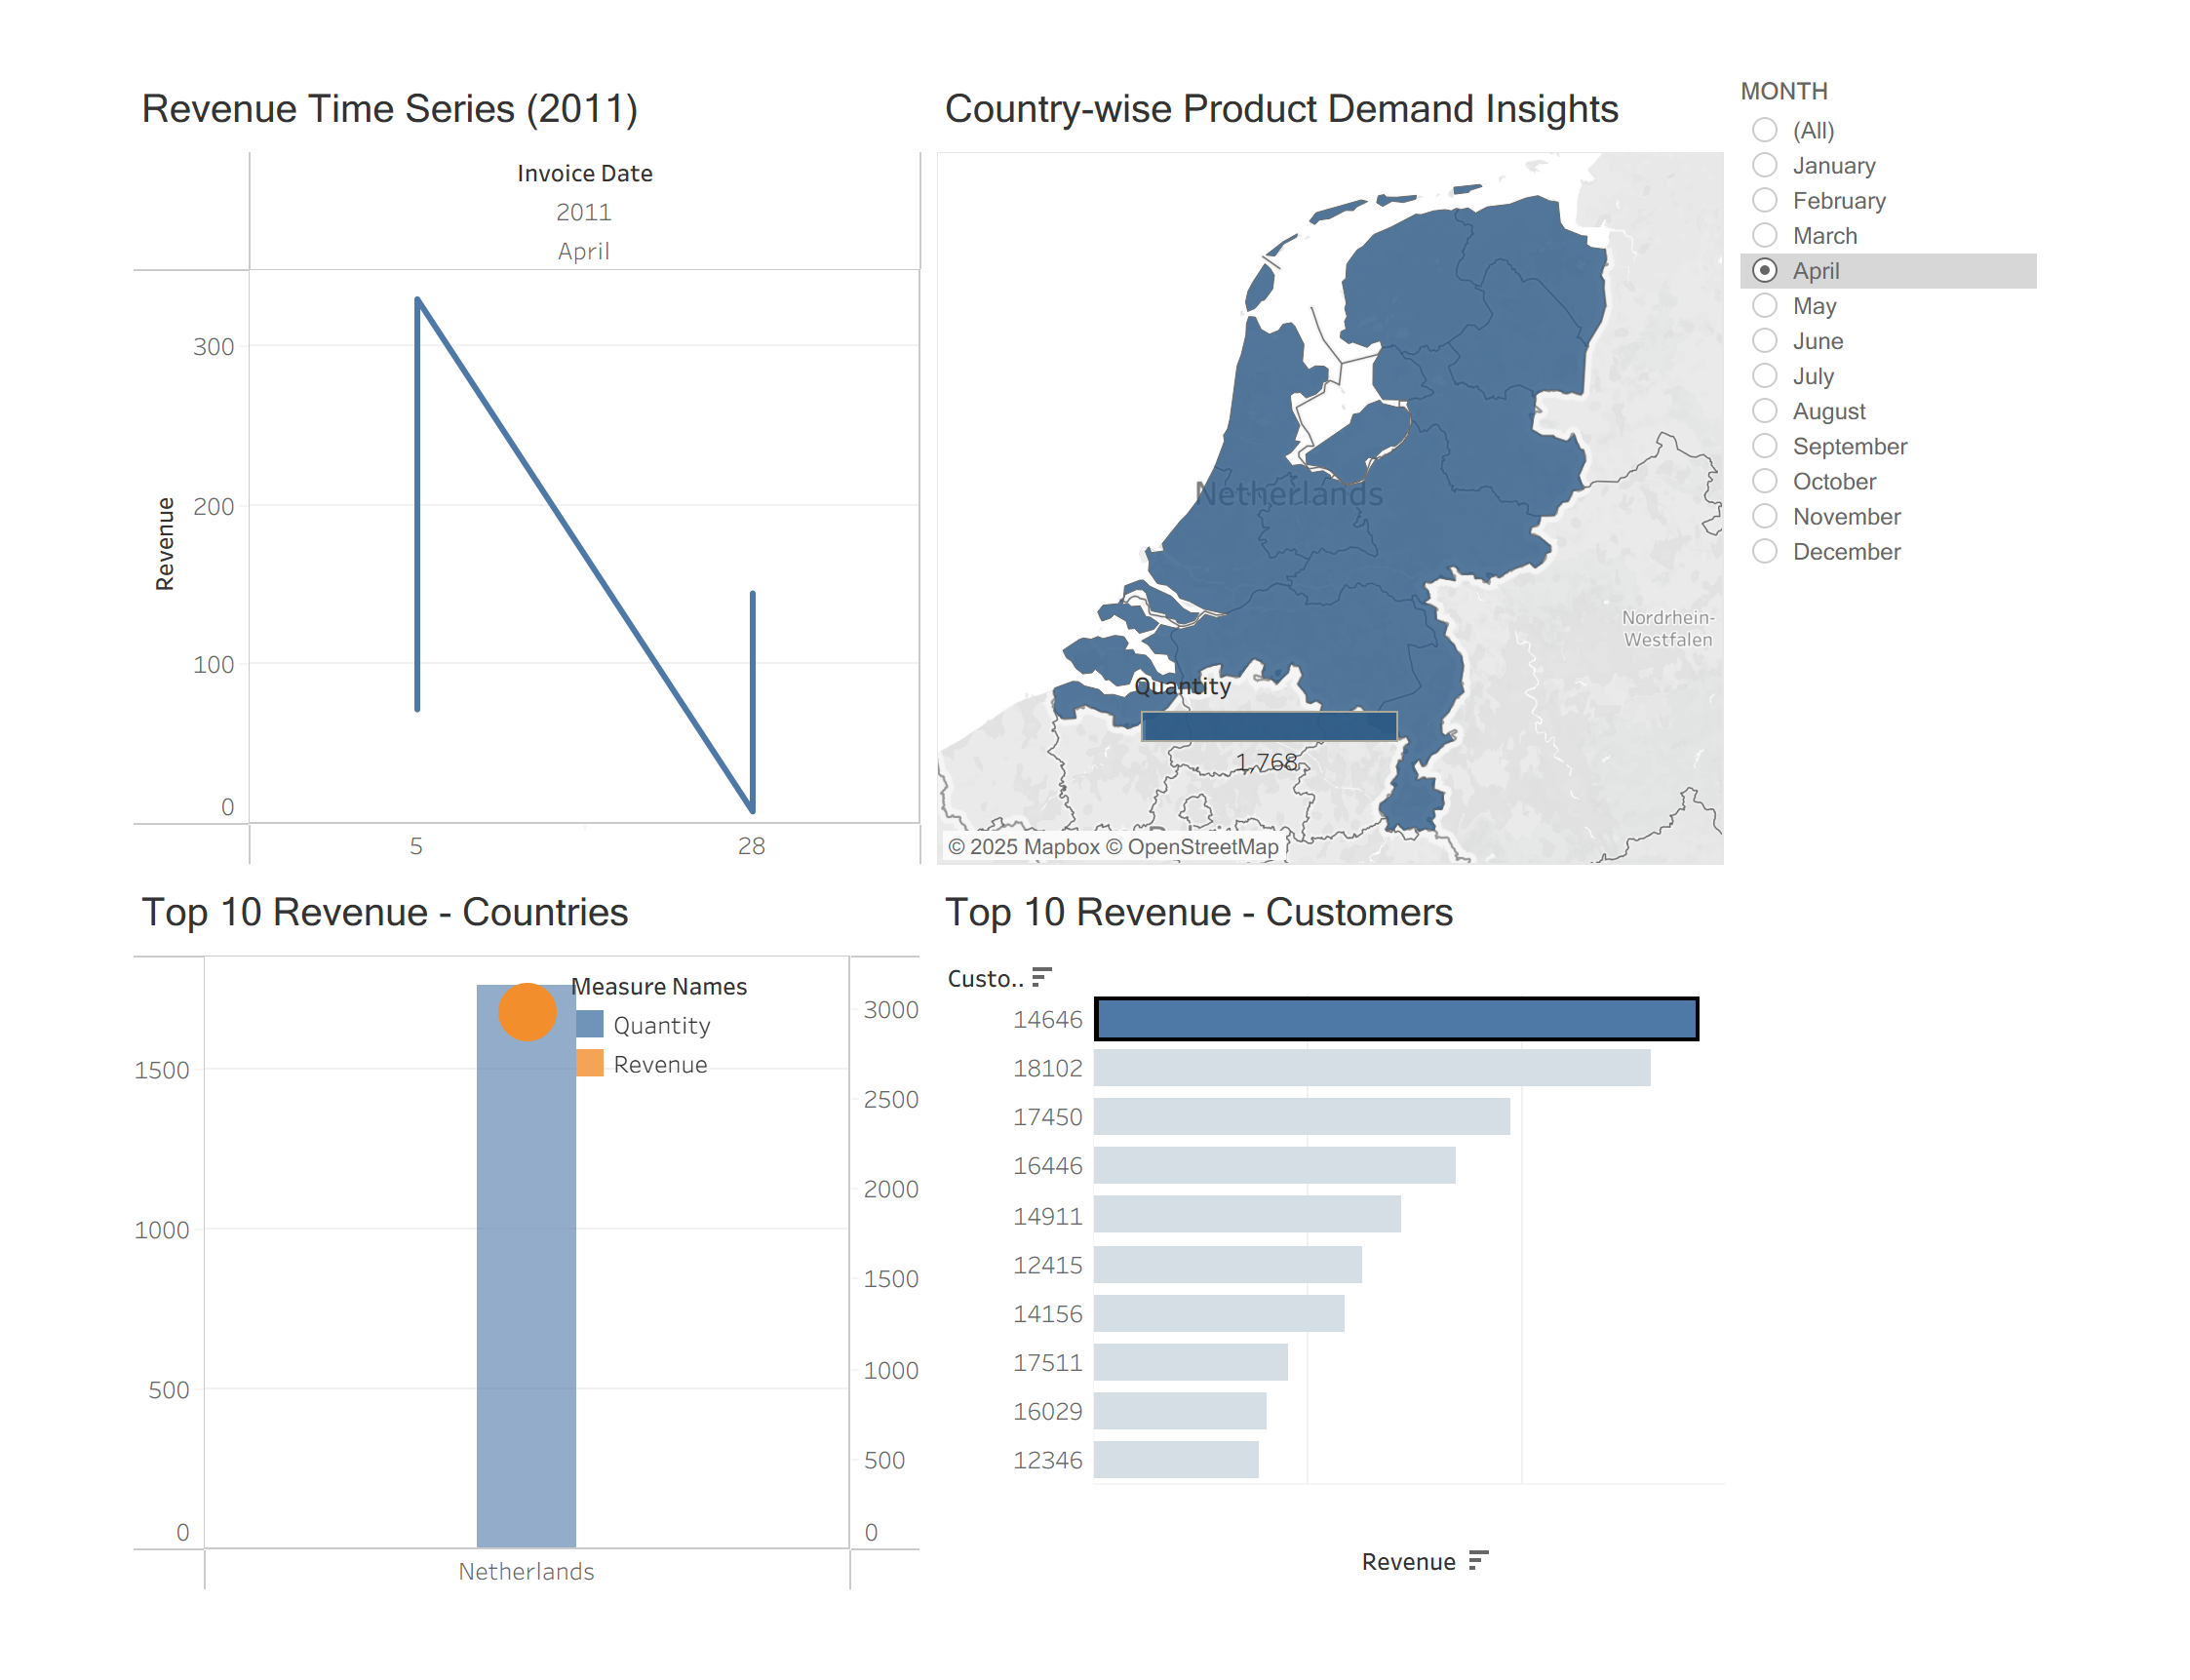 Revenue Time Series (2011)
Invoice Date
2011
April
Revenue
300
200
100
0
5
28
Country-wise Product Demand Insights
Netherlands
Nordrhein-
Westfalen
Quantity
1,768
© 2025 Mapbox © OpenStreetMap
MONTH
(All)
January
February
March
April
May
June
July
August
September
October
November
December
Top 10 Revenue - Countries
Measure Names
Quantity
Revenue
1500
1000
500
0
3000
2500
2000
1500
1000
500
0
Netherlands
Top 10 Revenue - Customers
Custo..
14646
18102
17450
16446
14911
12415
14156
17511
16029
12346
Revenue